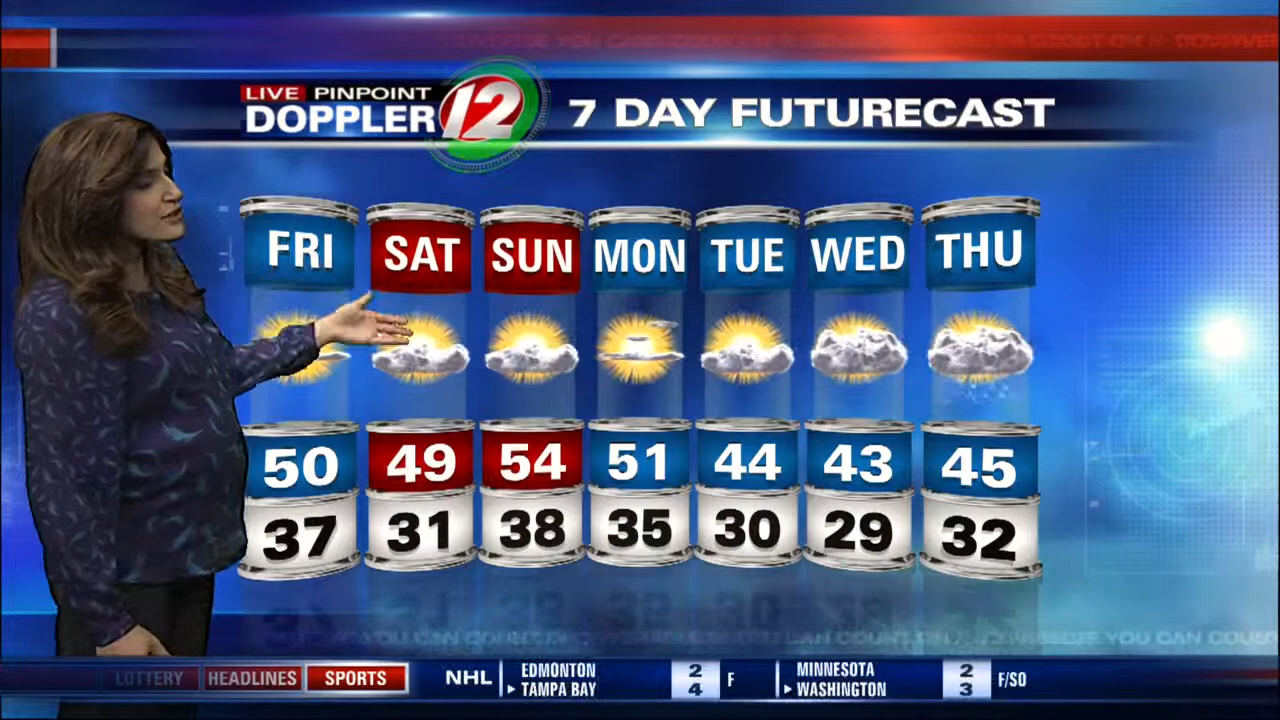 LIVE PINPOINT
DOPPLER 12
7 DAY FUTURECAST
FRI SAT SUN MON TUE WED THU
50 49 54 51 44 43 45
37 31 38 35 30 29 32
LOTTERY HEADLINES SPORTS
NHL
EDMONTON 2
TAMPA BAY 4
F
MINNESOTA 2
WASHINGTON 3
F/SO